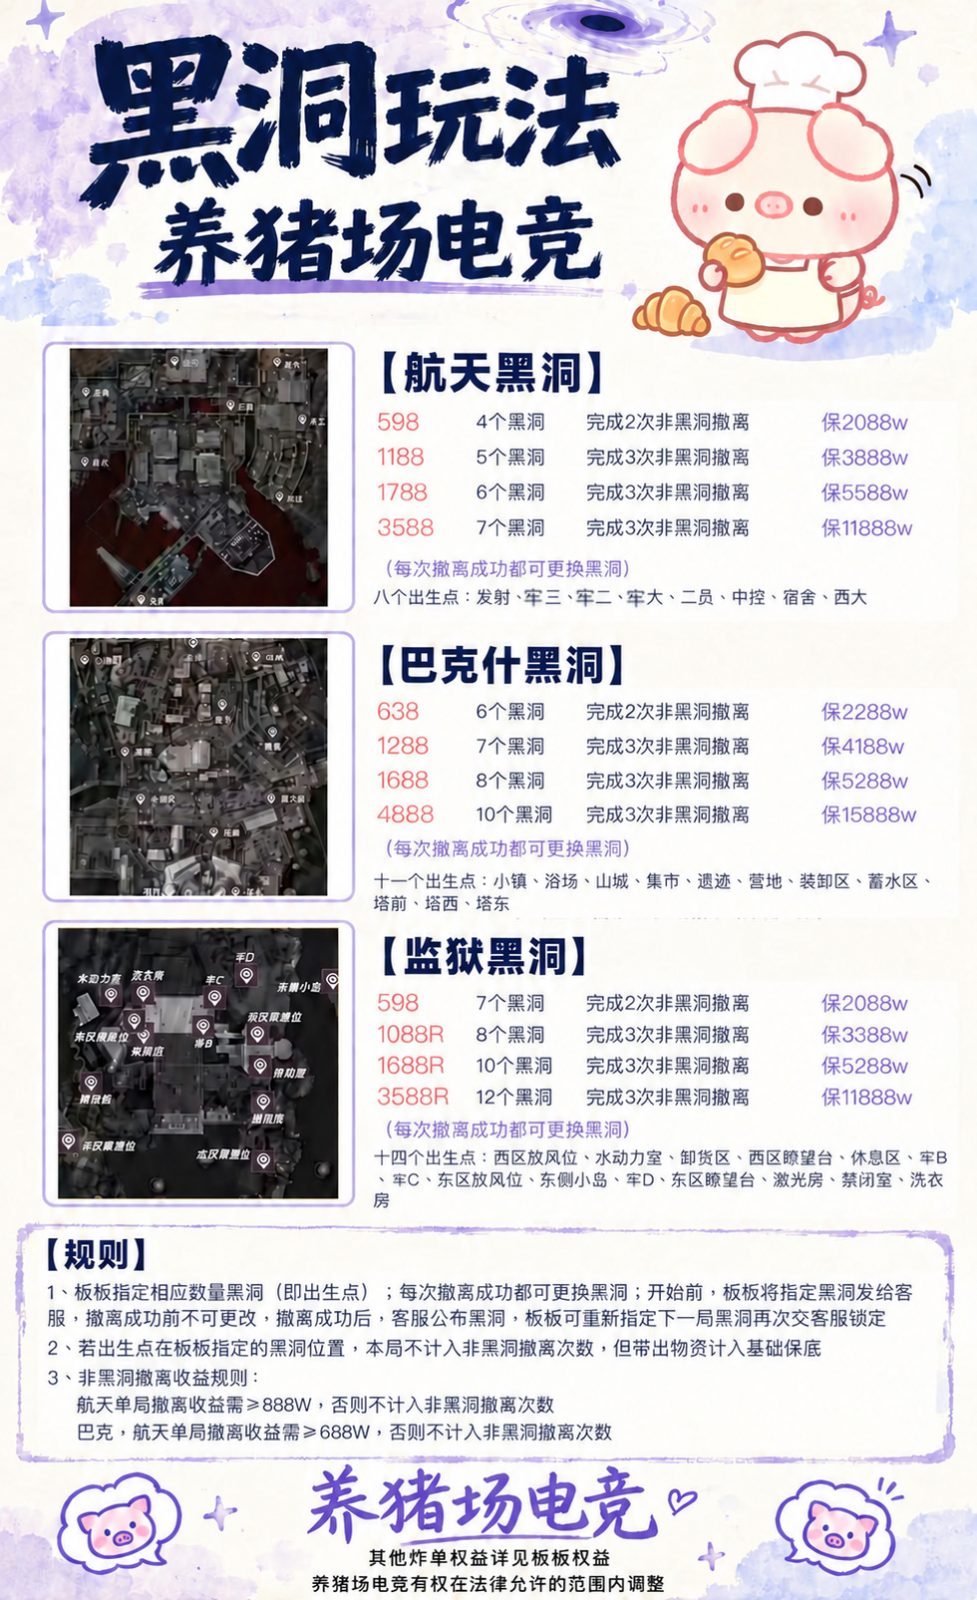 黑洞玩法
养猪场电竞
【航天黑洞】
598 4个黑洞 完成2次非黑洞撤离 保2088w
1188 5个黑洞 完成3次非黑洞撤离 保3888w
1788 6个黑洞 完成3次非黑洞撤离 保5588w
3588 7个黑洞 完成3次非黑洞撤离 保11888w
（每次撤离成功都可更换黑洞）
八个出生点：发射、牢三、牢二、牢大、二员、中控、宿舍、西大
【巴克什黑洞】
638 6个黑洞 完成2次非黑洞撤离 保2288w
1288 7个黑洞 完成3次非黑洞撤离 保4188w
1688 8个黑洞 完成3次非黑洞撤离 保5288w
4888 10个黑洞 完成3次非黑洞撤离 保15888w
（每次撤离成功都可更换黑洞）
十一个出生点：小镇、浴场、山城、集市、遗迹、营地、装卸区、蓄水区、
塔前、塔西、塔东
牢D
牢C
【监狱黑洞】
598 7个黑洞 完成2次非黑洞撤离 保2088w
1088R 8个黑洞 完成3次非黑洞撤离 保3388w
1688R 10个黑洞 完成3次非黑洞撤离 保5288w
3588R 12个黑洞 完成3次非黑洞撤离 保11888w
（每次撤离成功都可更换黑洞）
十四个出生点：西区放风位、水动力室、卸货区、西区瞭望台、休息区、牢B
、牢C、东区放风位、东侧小岛、牢D、东区瞭望台、激光房、禁闭室、洗衣
房
【规则】
1、板板指定相应数量黑洞（即出生点）；每次撤离成功都可更换黑洞；开始前，板板将指定黑洞发给客
服，撤离成功前不可更改，撤离成功后，客服公布黑洞，板板可重新指定下一局黑洞再次交客服锁定
2、若出生点在板板指定的黑洞位置，本局不计入非黑洞撤离次数，但带出物资计入基础保底
3、非黑洞撤离收益规则：
航天单局撤离收益需≥888W，否则不计入非黑洞撤离次数
巴克，航天单局撤离收益需≥688W，否则不计入非黑洞撤离次数
养猪场电竞
其他炸单权益详见板板权益
养猪场电竞有权在法律允许的范围内调整